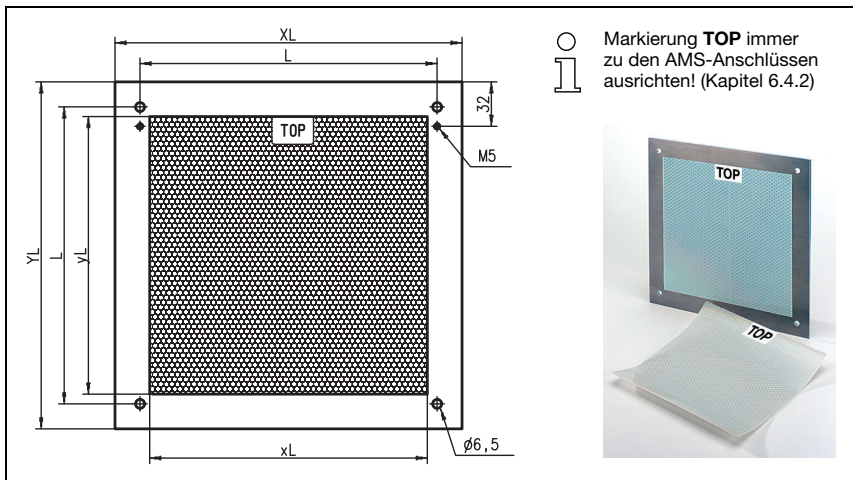 XL
L
32
TOP
M5
YL
L
yL
xL
ø6,5
Markierung TOP immer
zu den AMS-Anschlüssen
ausrichten! (Kapitel 6.4.2)
TOP
TOP